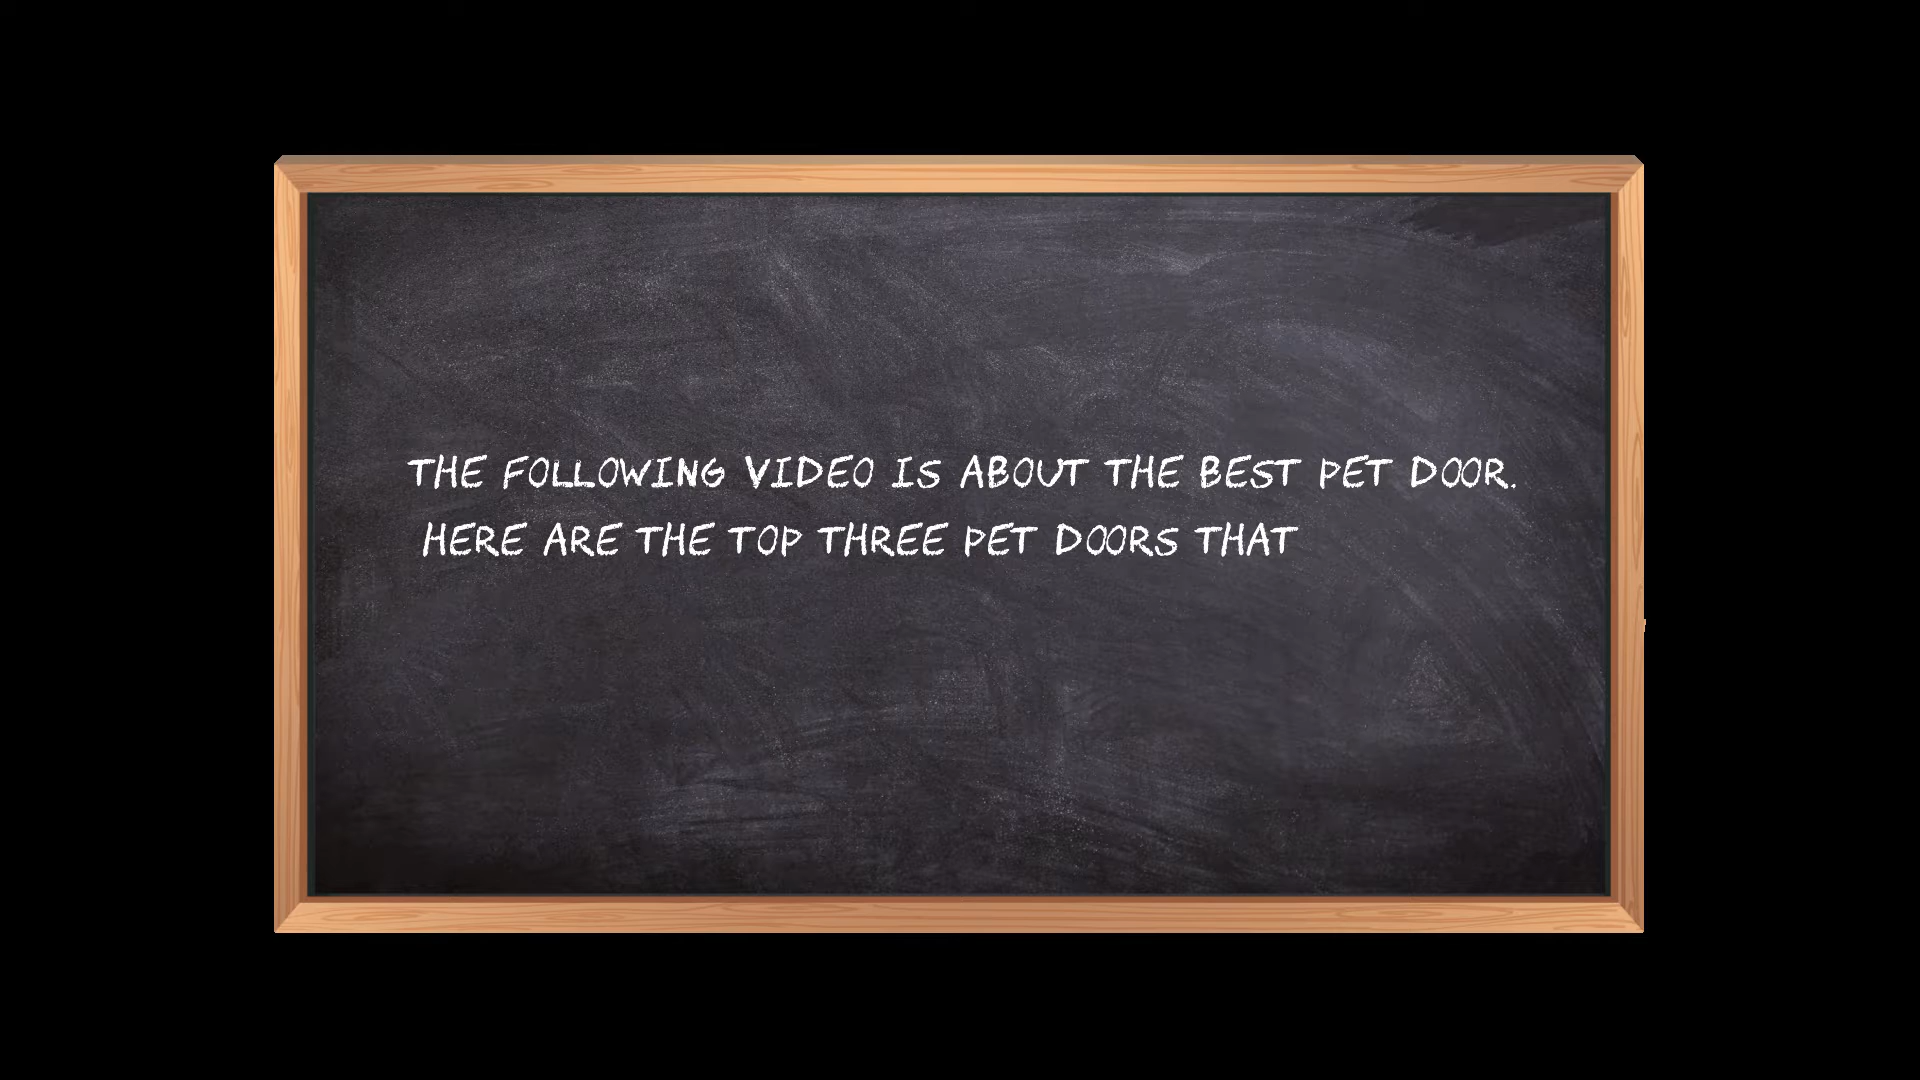 THE FOLLOWING VIDEO IS ABOUT THE BEST PET DOOR.
HERE ARE THE TOP THREE PET DOORS THAT